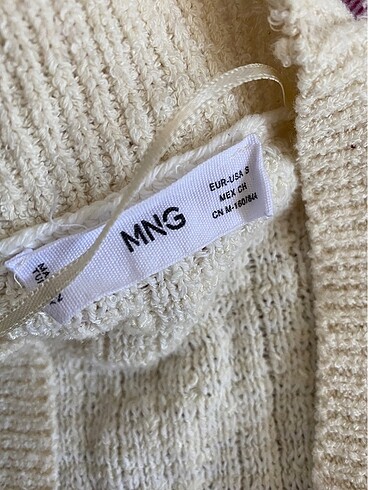 MNG
EUR-USA S
MEX CH
CN M-160/84A